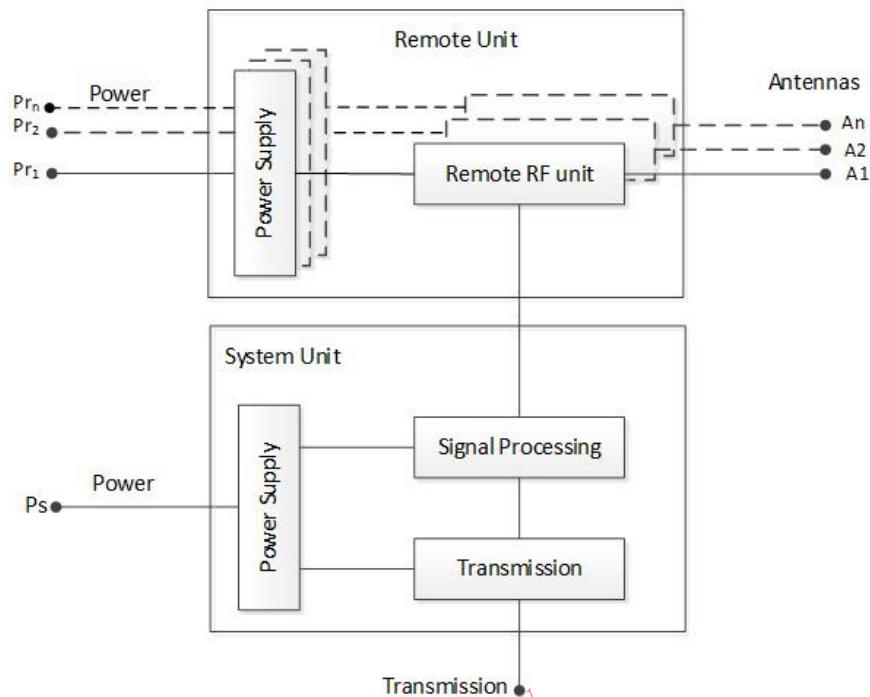 Remote Unit
Antennas
Power
Prₙ
Pr₂
Pr₁
Power Supply
Remote RF unit
An
A2
A1
System Unit
Signal Processing
Power
Ps
Power Supply
Transmission
Transmission